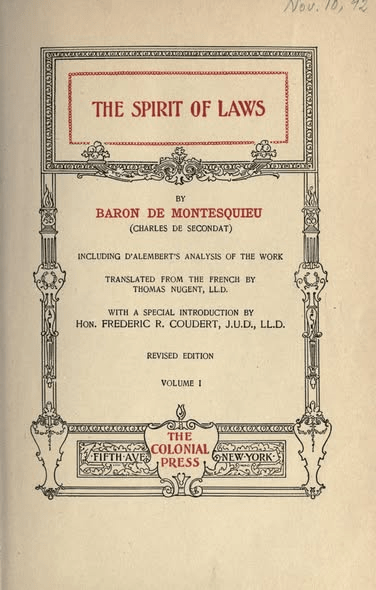 Nov. 10, 42
THE SPIRIT OF LAWS
BY
BARON DE MONTESQUIEU
(CHARLES DE SECONDAT)
INCLUDING D'ALEMBERT'S ANALYSIS OF THE WORK
TRANSLATED FROM THE FRENCH BY
THOMAS NUGENT, LL.D.
WITH A SPECIAL INTRODUCTION BY
HON. FREDERIC R. COUDERT, J.U.D., LL.D.
REVISED EDITION
VOLUME I
THE
COLONIAL
PRESS
·FIFTH·AVE
·NEW·YORK·